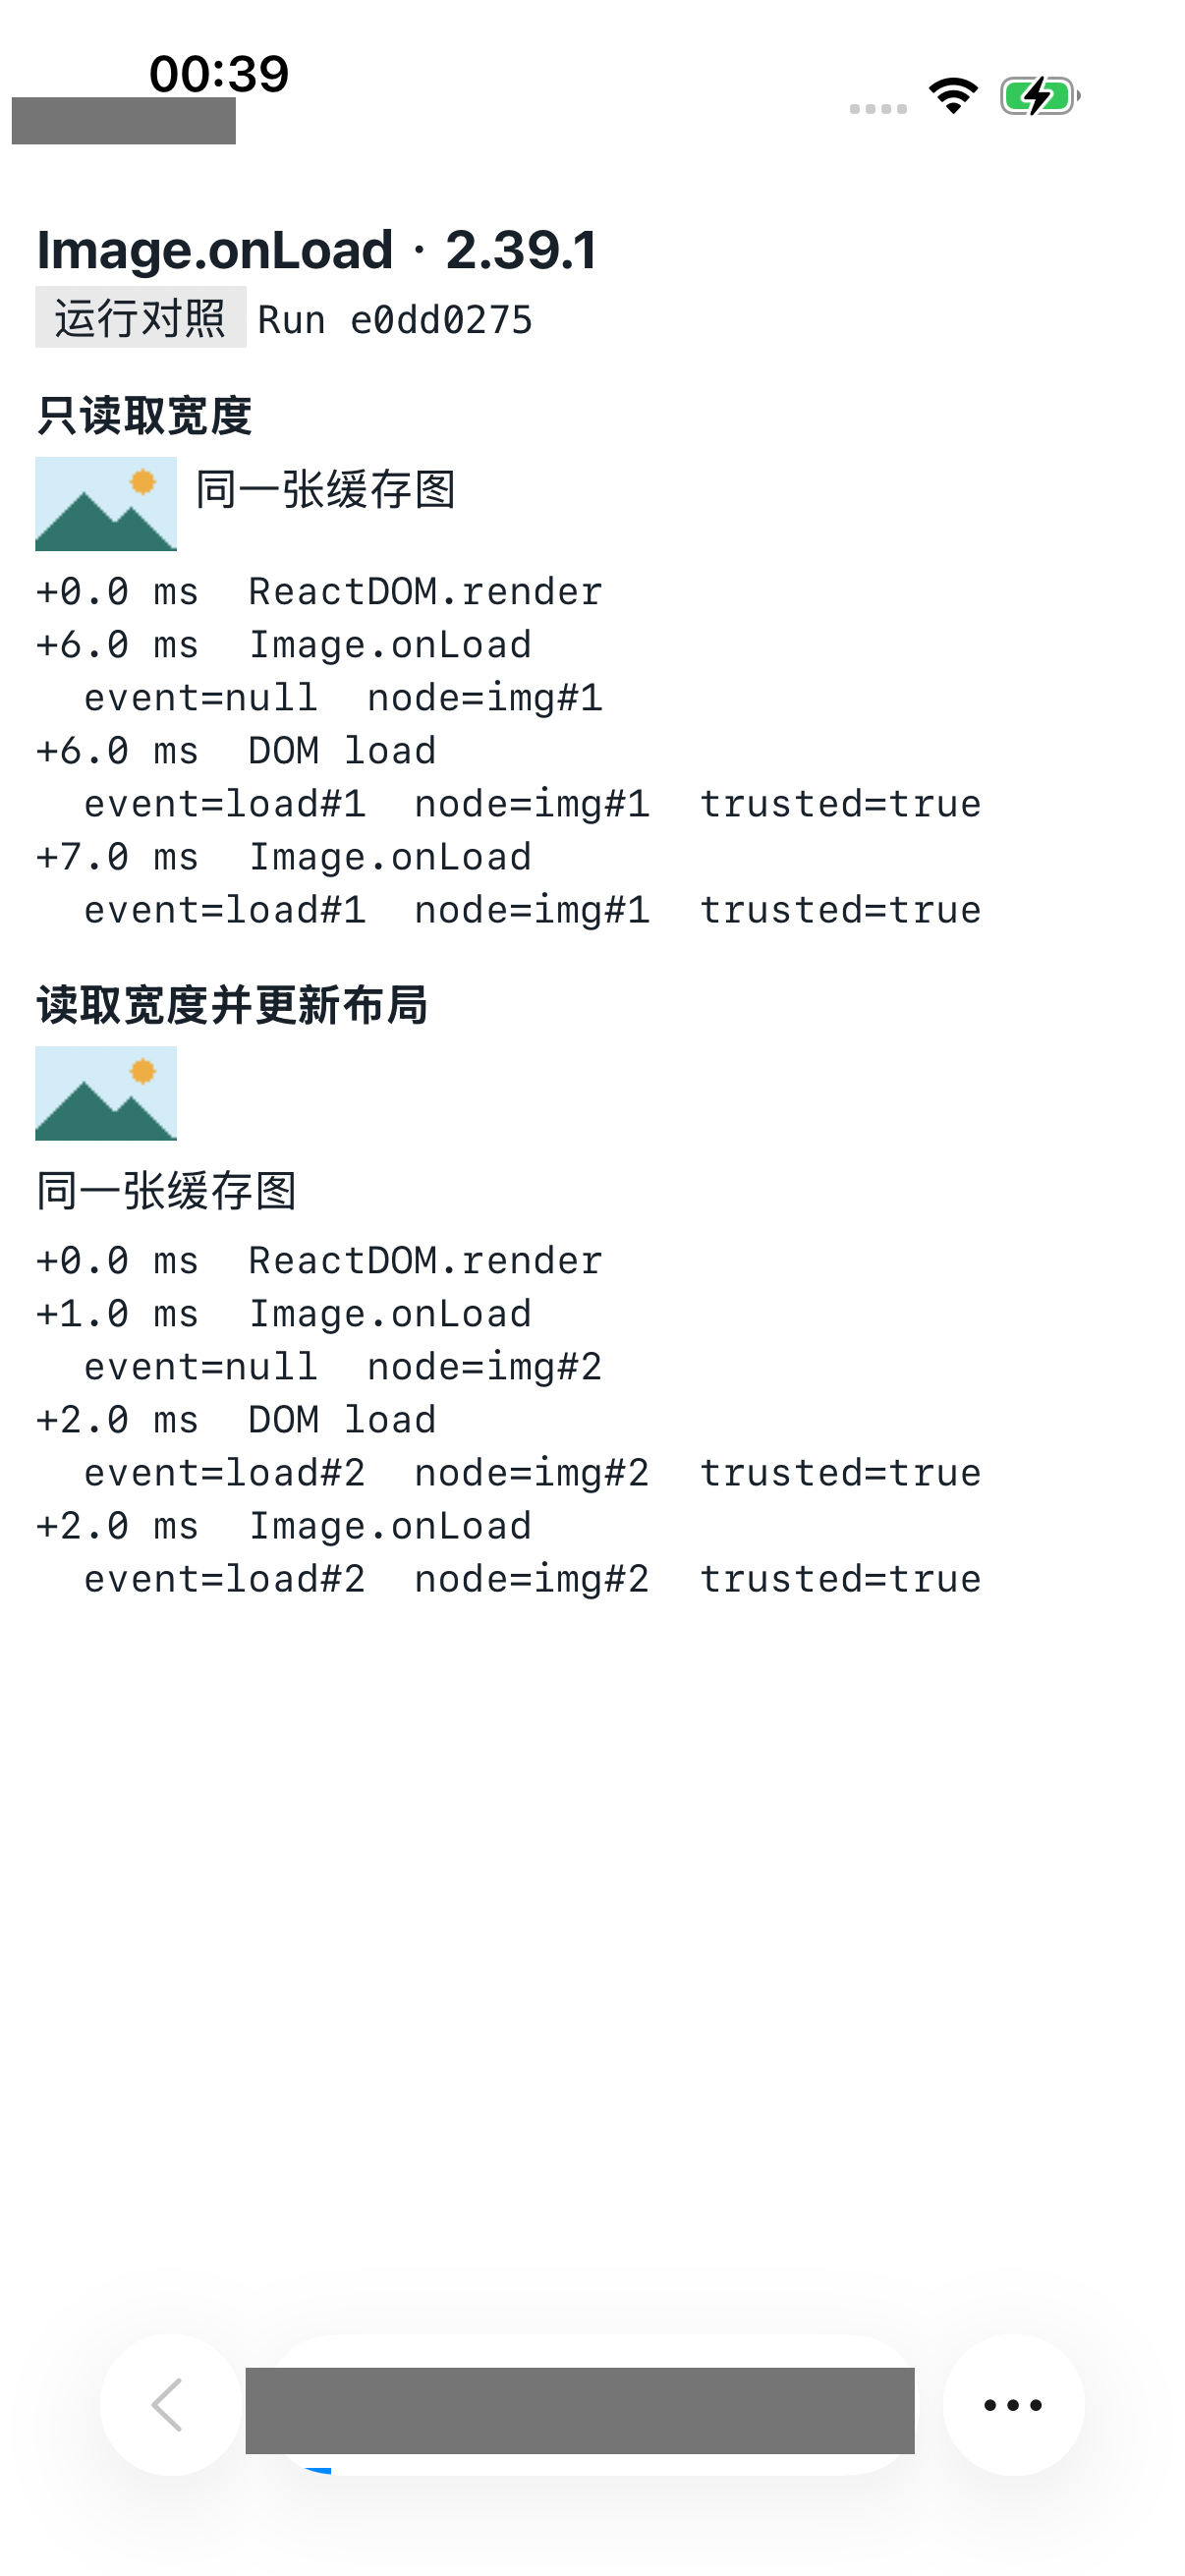 00:39
Image.onLoad · 2.39.1
运行对照 Run e0dd0275
只读取宽度
同一张缓存图
+0.0 ms  ReactDOM.render
+6.0 ms  Image.onLoad
  event=null  node=img#1
+6.0 ms  DOM load
  event=load#1  node=img#1  trusted=true
+7.0 ms  Image.onLoad
  event=load#1  node=img#1  trusted=true
读取宽度并更新布局
同一张缓存图
+0.0 ms  ReactDOM.render
+1.0 ms  Image.onLoad
  event=null  node=img#2
+2.0 ms  DOM load
  event=load#2  node=img#2  trusted=true
+2.0 ms  Image.onLoad
  event=load#2  node=img#2  trusted=true